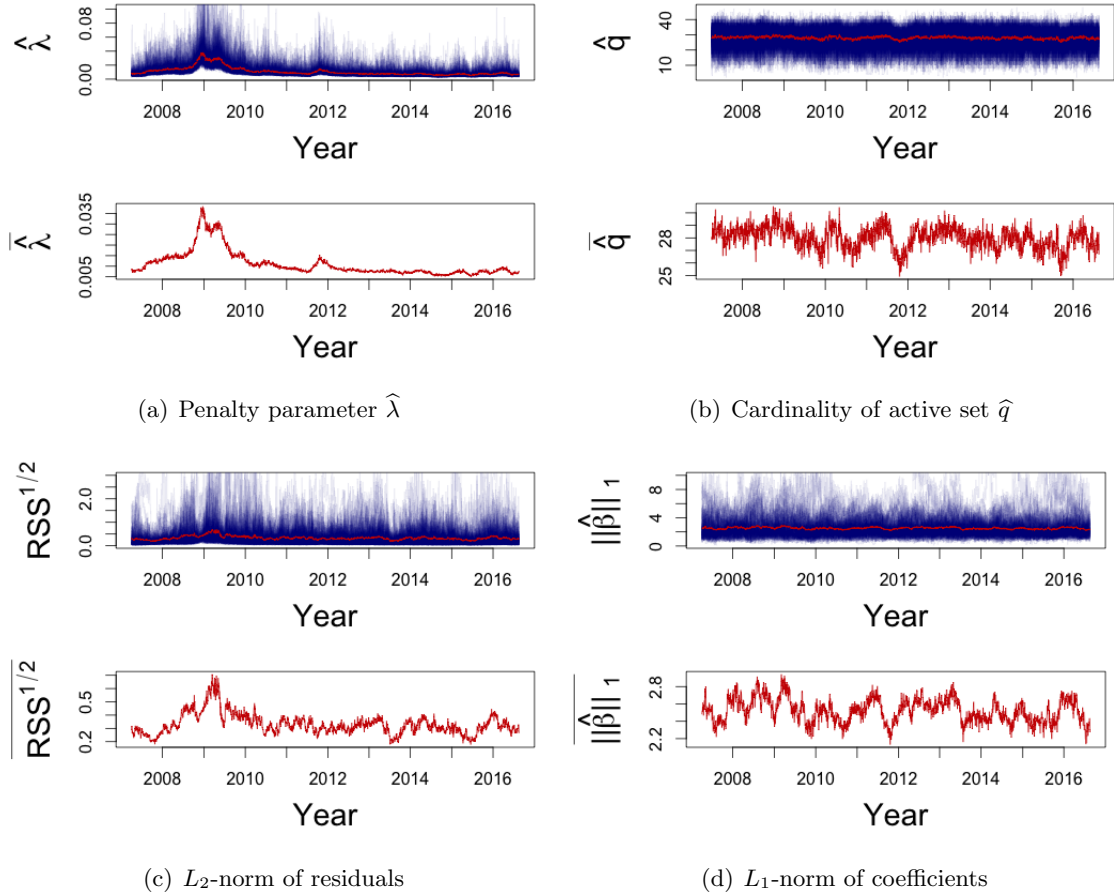 λ̂
0.00 0.08
2008 2010 2012 2014 2016
Year
λ̂
0.005 0.035
2008 2010 2012 2014 2016
Year
(a) Penalty parameter λ̂
q̂
10 40
2008 2010 2012 2014 2016
Year
q̂
25 28
2008 2010 2012 2014 2016
Year
(b) Cardinality of active set q̂
RSS^1/2
0.0 2.0
2008 2010 2012 2014 2016
Year
RSS^1/2
0.2 0.5
2008 2010 2012 2014 2016
Year
(c) L₂-norm of residuals
||β̂|| 1
0 4 8
2008 2010 2012 2014 2016
Year
||β̂|| 1
2.2 2.8
2008 2010 2012 2014 2016
Year
(d) L₁-norm of coefficients